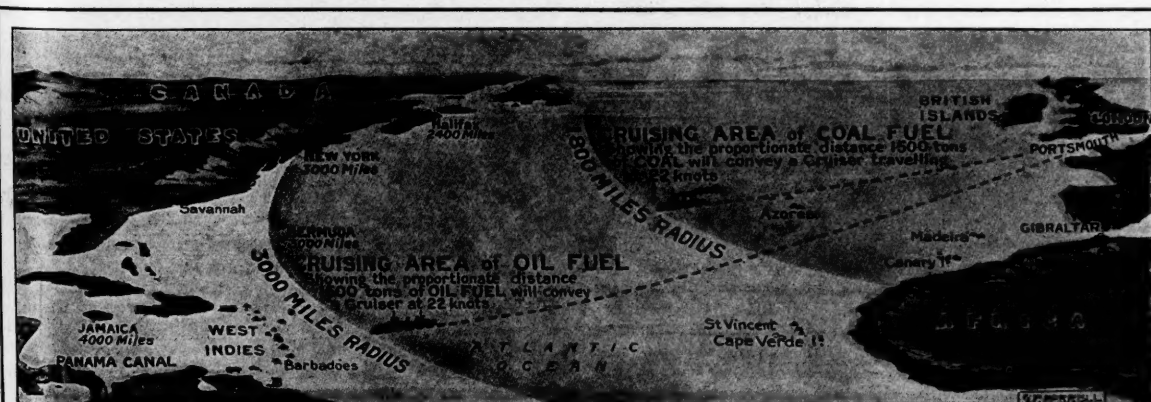 CANADA
UNITED STATES
Halifax
2400 Miles
NEW YORK
3000 Miles
Savannah
BERMUDA
3000 Miles
3000 MILES RADIUS
CRUISING AREA of OIL FUEL
showing the proportionate distance
tons of OIL FUEL will convey
a Cruiser at 22 knots
JAMAICA
4000 Miles
WEST
INDIES
PANAMA CANAL
Barbadoes
ATLANTIC
OCEAN
1800 MILES RADIUS
CRUISING AREA of COAL FUEL
showing the proportionate distance 1500 tons
of COAL will convey a Cruiser travelling
22 knots
BRITISH
ISLANDS
LONDON
PORTSMOUTH
Azores
GIBRALTAR
Madeira
Canary Is
St Vincent
Cape Verde Is
AFRICA